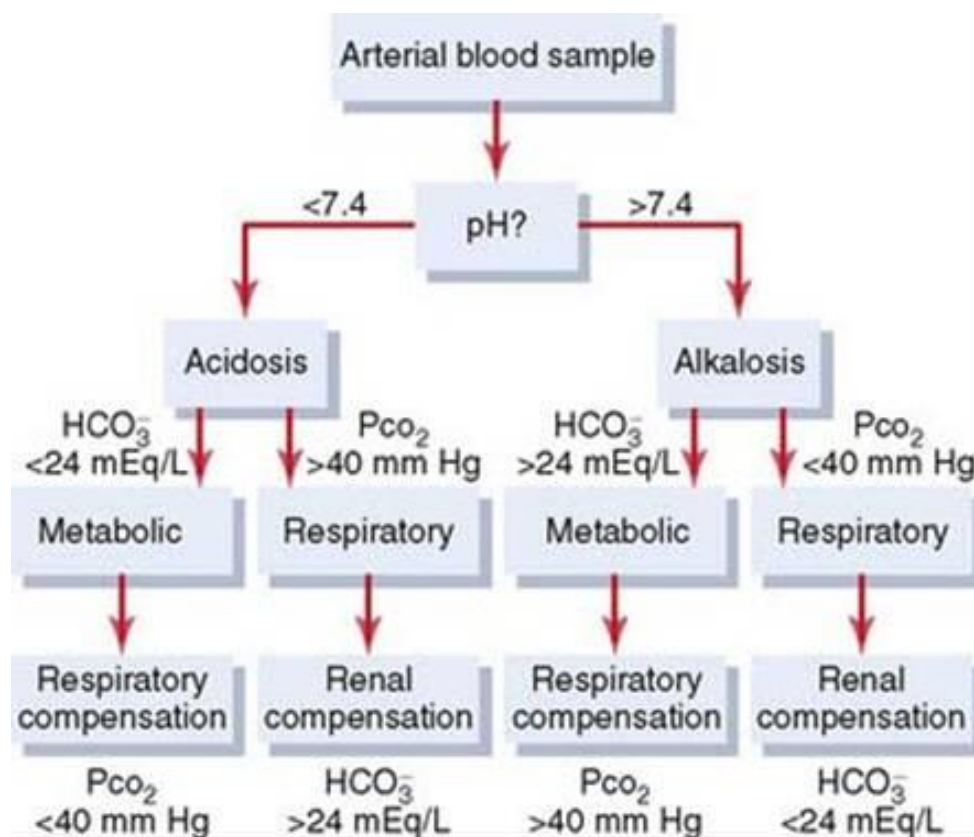 Arterial blood sample
<7.4
>7.4
pH?
Acidosis
Alkalosis
HCO₃⁻
<24 mEq/L
Pco₂
>40 mm Hg
HCO₃⁻
>24 mEq/L
Pco₂
<40 mm Hg
Metabolic
Respiratory
Metabolic
Respiratory
Respiratory
compensation
Renal
compensation
Respiratory
compensation
Renal
compensation
Pco₂
<40 mm Hg
HCO₃⁻
>24 mEq/L
Pco₂
>40 mm Hg
HCO₃⁻
<24 mEq/L